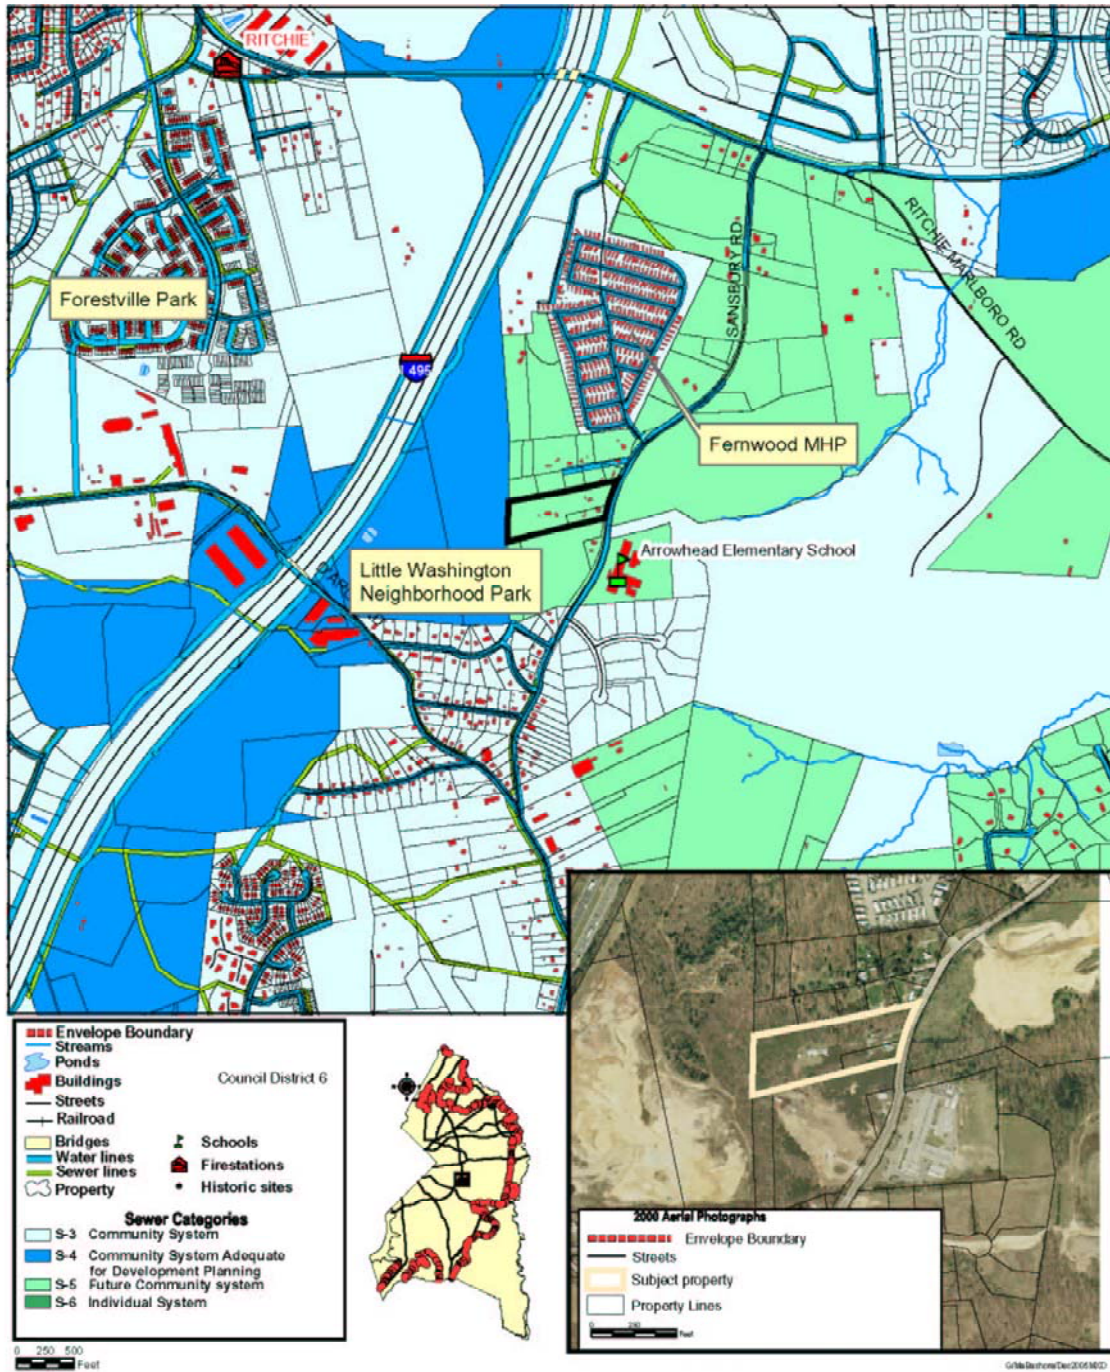 RITCHIE
Forestville Park
I 495
SANSBURY RD
RITCHIE MARLBORO RD
Fernwood MHP
Arrowhead Elementary School
Little Washington
Neighborhood Park
Envelope Boundary
Streams
Ponds
Buildings
Streets
Railroad
Bridges
Water lines
Sewer lines
Property
Council District 6
Schools
Firestations
Historic sites
Sewer Categories
S-3 Community System
S-4 Community System Adequate
for Development Planning
S-5 Future Community system
S-6 Individual System
0 250 500
Feet
2000 Aerial Photographs
Envelope Boundary
Streets
Subject property
Property Lines
0 250
Feet